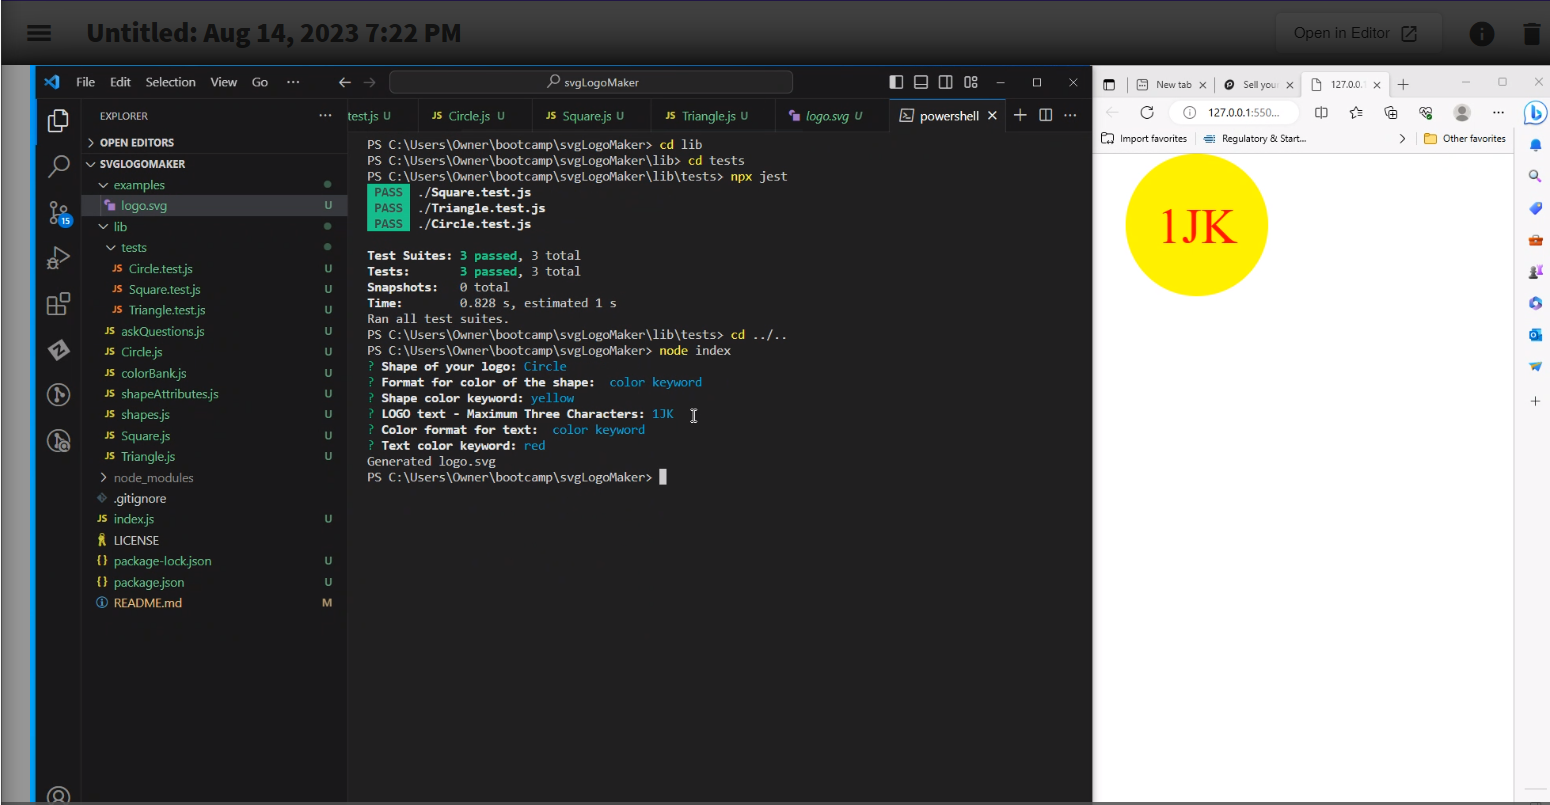 Untitled: Aug 14, 2023 7:22 PM
Open in Editor
File Edit Selection View Go ...
svgLogoMaker
EXPLORER
OPEN EDITORS
SVGLOGOMAKER
examples
logo.svg U
lib
tests
JS Circle.test.js U
JS Square.test.js U
JS Triangle.test.js U
JS askQuestions.js U
JS Circle.js U
JS colorBank.js U
JS shapeAttributes.js U
JS shapes.js U
JS Square.js U
JS Triangle.js U
node_modules
.gitignore
JS index.js U
LICENSE
{} package-lock.json U
{} package.json U
README.md M
15
test.js U JS Circle.js U JS Square.js U JS Triangle.js U logo.svg U powershell
PS C:\Users\Owner\bootcamp\svgLogoMaker> cd lib
PS C:\Users\Owner\bootcamp\svgLogoMaker\lib> cd tests
PS C:\Users\Owner\bootcamp\svgLogoMaker\lib\tests> npx jest
PASS ./Square.test.js
PASS ./Triangle.test.js
PASS ./Circle.test.js
Test Suites: 3 passed, 3 total
Tests: 3 passed, 3 total
Snapshots: 0 total
Time: 0.828 s, estimated 1 s
Ran all test suites.
PS C:\Users\Owner\bootcamp\svgLogoMaker\lib\tests> cd ../..
PS C:\Users\Owner\bootcamp\svgLogoMaker> node index
? Shape of your logo: Circle
? Format for color of the shape: color keyword
? Shape color keyword: yellow
? LOGO text - Maximum Three Characters: 1JK
? Color format for text: color keyword
? Text color keyword: red
Generated logo.svg
PS C:\Users\Owner\bootcamp\svgLogoMaker>
New tab Sell your 127.0.0.
127.0.0.1:550...
Import favorites Regulatory & Start... Other favorites
1JK